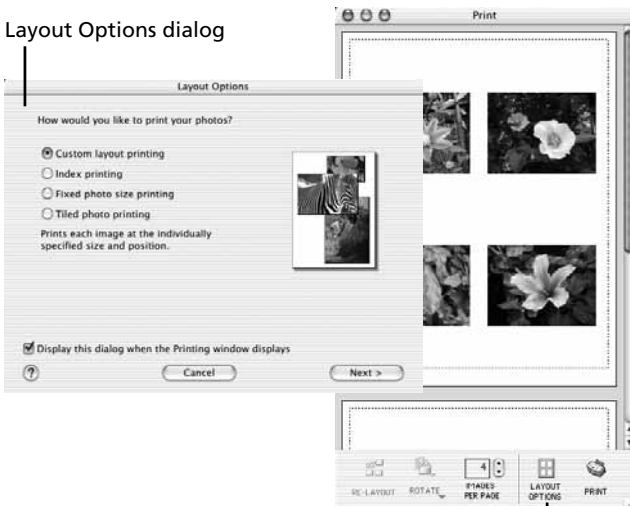 Layout Options dialog
Print
Layout Options
How would you like to print your photos?
Custom layout printing
Index printing
Fixed photo size printing
Tiled photo printing
Prints each image at the individually
specified size and position.
Display this dialog when the Printing window displays
?
Cancel
Next >
4
RE-LAYOUT
ROTATE
IMAGES
PER PAGE
LAYOUT
OPTIONS
PRINT